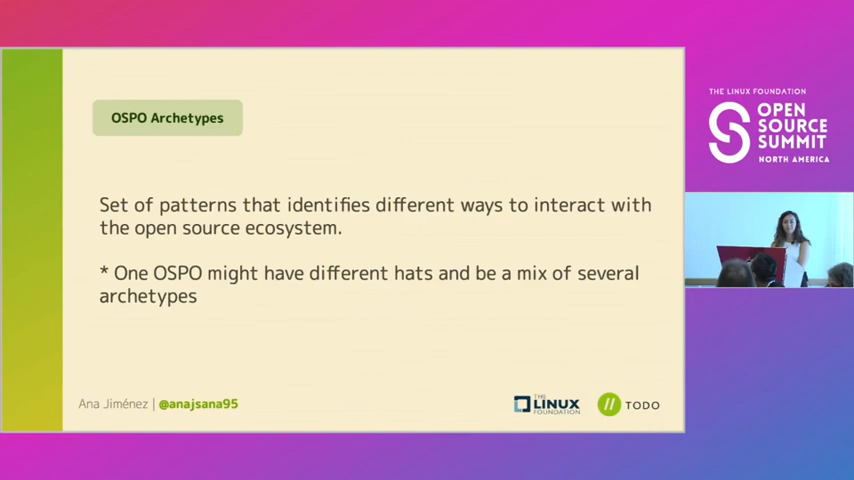 OSPO Archetypes
Set of patterns that identifies different ways to interact with
the open source ecosystem.
* One OSPO might have different hats and be a mix of several
archetypes
Ana Jiménez | @anajsana95
THE
LINUX
FOUNDATION
// TODO
THE LINUX FOUNDATION
OPEN
SOURCE
SUMMIT
NORTH AMERICA